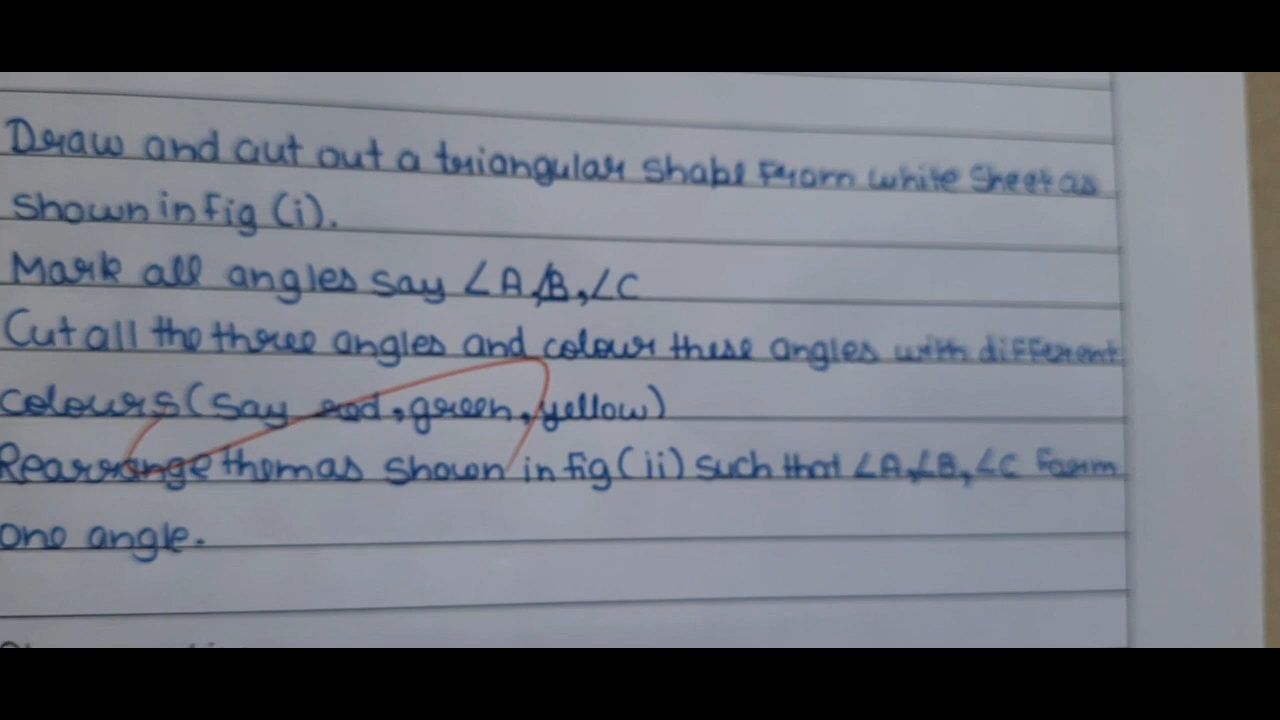 Draw and cut out a triangular shape from white sheet as
shown in fig (i).
Mark all angles say ∠A,∠B,∠C
Cut all the three angles and colour these angles with different
colours (say red, green, yellow)
Rearrange them as shown in fig (ii) such that ∠A,∠B,∠C form
one angle.